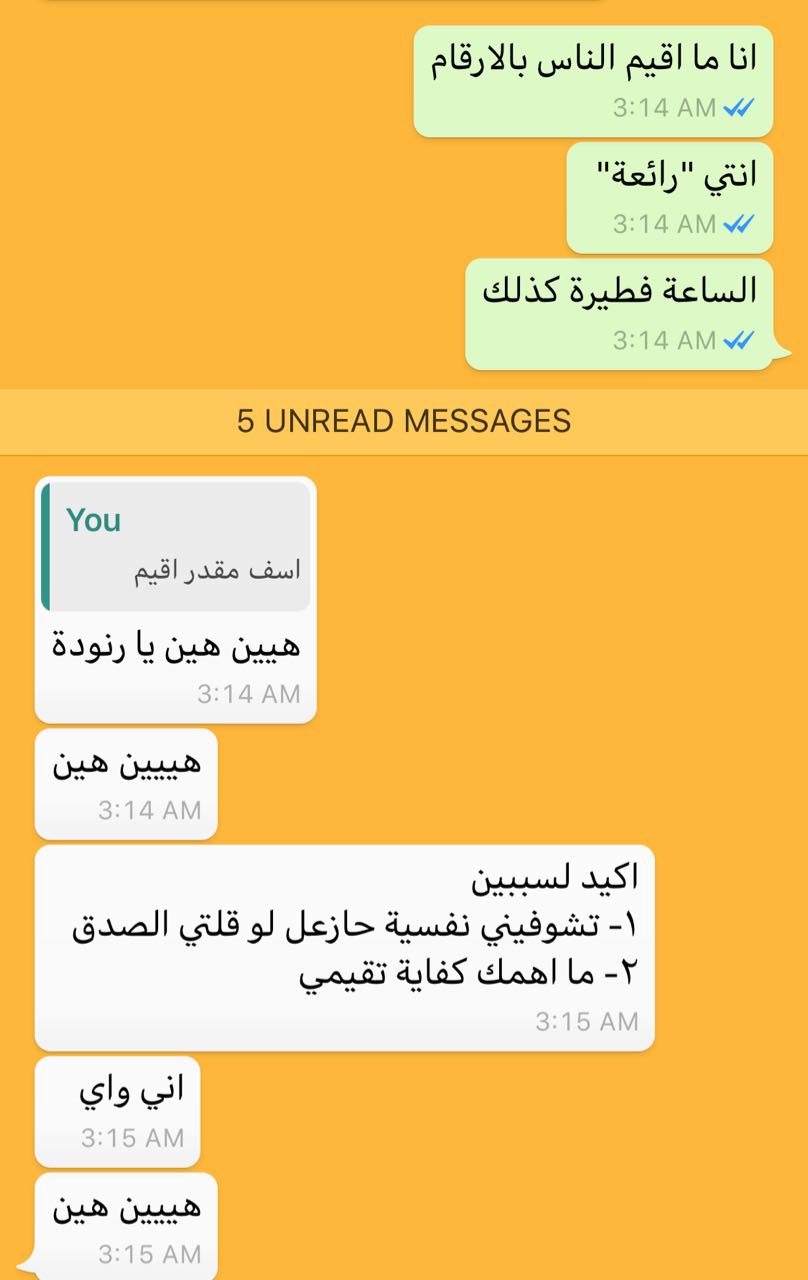 انا ما اقيم الناس بالارقام
3:14 AM
انتي "رائعة"
3:14 AM
الساعة فطيرة كذلك
3:14 AM
5 UNREAD MESSAGES
You
اسف مقدر اقيم
هيين هين يا رنودة
3:14 AM
هيييين هين
3:14 AM
اكيد لسببين
١- تشوفيني نفسية حازعل لو قلتي الصدق
٢- ما اهمك كفاية تقيمي
3:15 AM
اني واي
3:15 AM
هيييين هين
3:15 AM